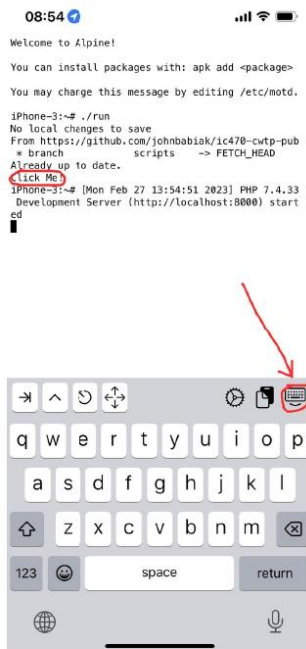 08:54
Welcome to Alpine!
You can install packages with: apk add <package>
You may change this message by editing /etc/motd.
iPhone-3:~# ./run
No local changes to save
From https://github.com/johnbabiak/ic470-cwtp-pub
* branch scripts -> FETCH_HEAD
Already up to date.
Click Me!
iPhone-3:~# [Mon Feb 27 13:54:51 2023] PHP 7.4.33
Development Server (http://localhost:8000) start
ed
q w e r t y u i o p
a s d f g h j k l
z x c v b n m
123 space return